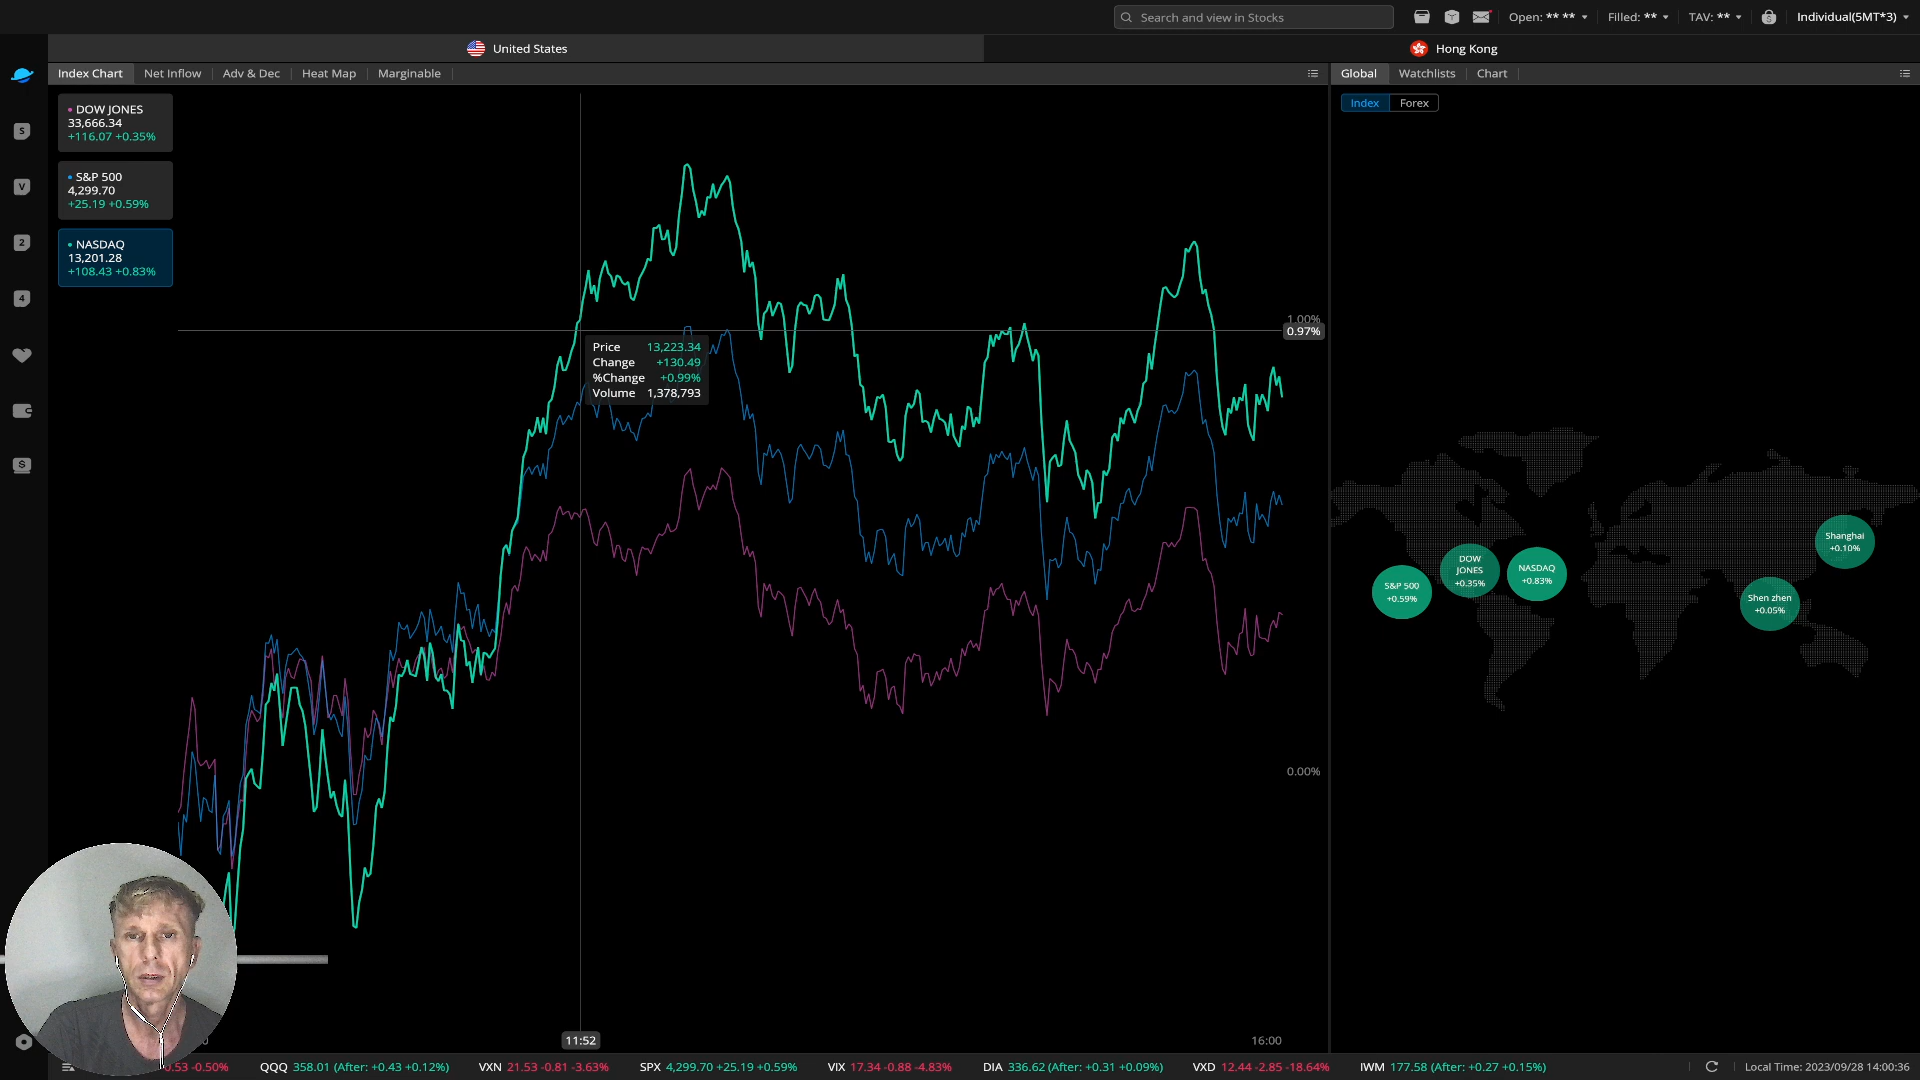 Search and view in Stocks
Open: ** **
Filled: **
TAV: **
Individual(5MT*3)
United States
Hong Kong
Index Chart
Net Inflow
Adv & Dec
Heat Map
Marginable
Global
Watchlists
Chart
S
V
2
4
S
DOW JONES
33,666.34
+116.07 +0.35%
S&P 500
4,299.70
+25.19 +0.59%
NASDAQ
13,201.28
+108.43 +0.83%
Index
Forex
1.00%
0.97%
Price 13,223.34
Change +130.49
%Change +0.99%
Volume 1,378,793
0.00%
S&P 500
+0.59%
DOW
JONES
+0.35%
NASDAQ
+0.83%
Shanghai
+0.10%
Shen zhen
+0.05%
11:52
16:00
-0.50%
QQQ 358.01 (After: +0.43 +0.12%)
VXN 21.53 -0.81 -3.63%
SPX 4,299.70 +25.19 +0.59%
VIX 17.34 -0.88 -4.83%
DIA 336.62 (After: +0.31 +0.09%)
VXD 12.44 -2.85 -18.64%
IWM 177.58 (After: +0.27 +0.15%)
Local Time: 2023/09/28 14:00:36